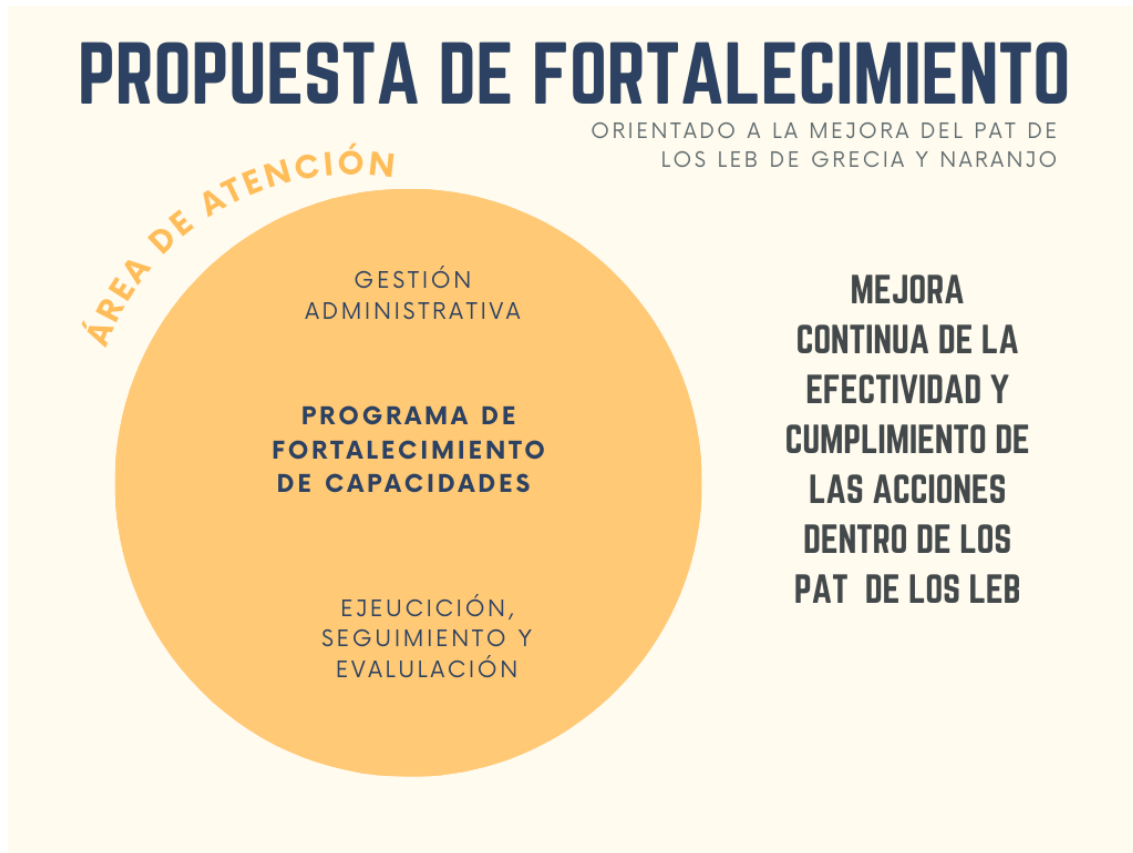 PROPUESTA DE FORTALECIMIENTO
ORIENTADO A LA MEJORA DEL PAT DE
LOS LEB DE GRECIA Y NARANJO
ÁREA DE ATENCIÓN
GESTIÓN
ADMINISTRATIVA
PROGRAMA DE
FORTALECIMIENTO
DE CAPACIDADES
EJEUCICIÓN,
SEGUIMIENTO Y
EVALULACIÓN
MEJORA
CONTINUA DE LA
EFECTIVIDAD Y
CUMPLIMIENTO DE
LAS ACCIONES
DENTRO DE LOS
PAT DE LOS LEB